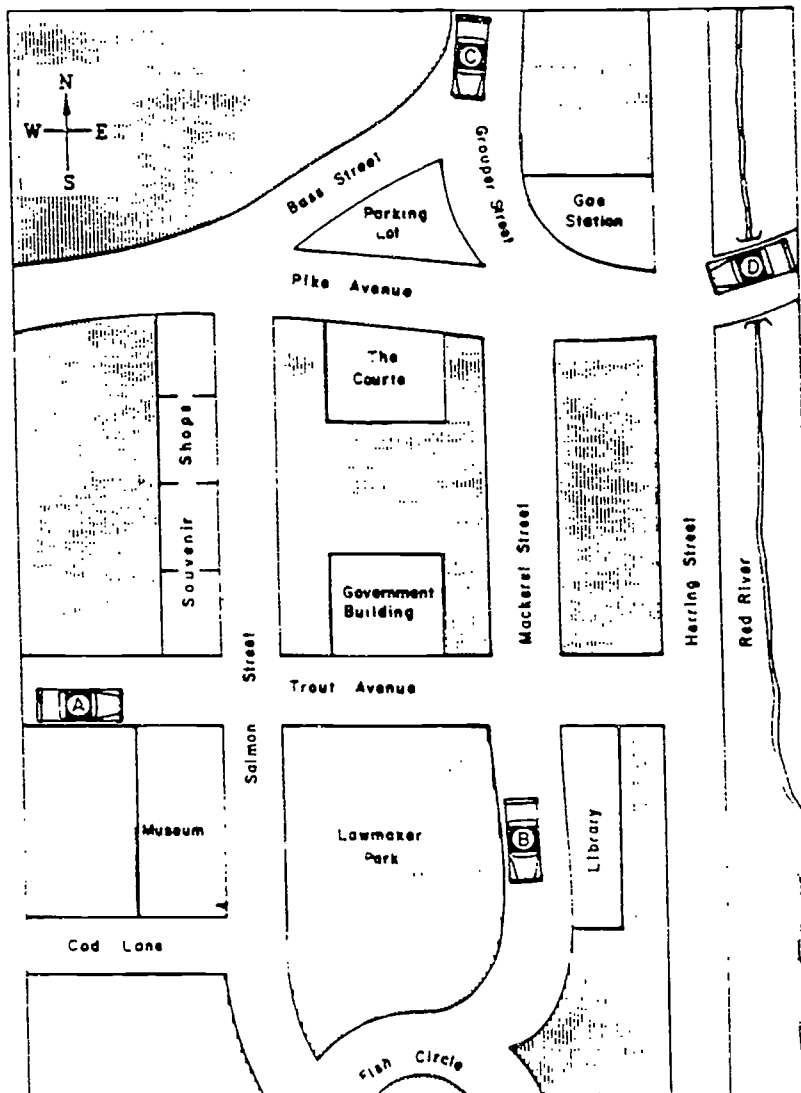 C
N
W E
S
Bass Street
Grouper Street
Parking
Lot
Gas
Station
D
Pike Avenue
The
Courts
Souvenir Shops
Mackerel Street
Herring Street
Red River
Government
Building
Salmon Street
Trout Avenue
A
Museum
Lawmaker
Park
B
Library
Cod Lane
Fish Circle